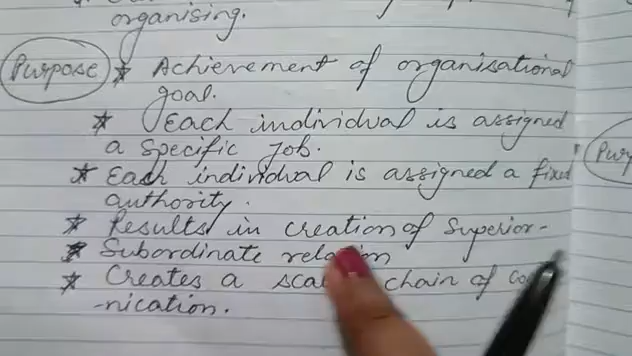 organising.
Purpose * Achievement of organisational
goal.
* Each individual is assigned
a specific job.
* Each individual is assigned a fixed
authority.
* Results in creation of Superior-
* Subordinate relation
* Creates a chain of
-nication.